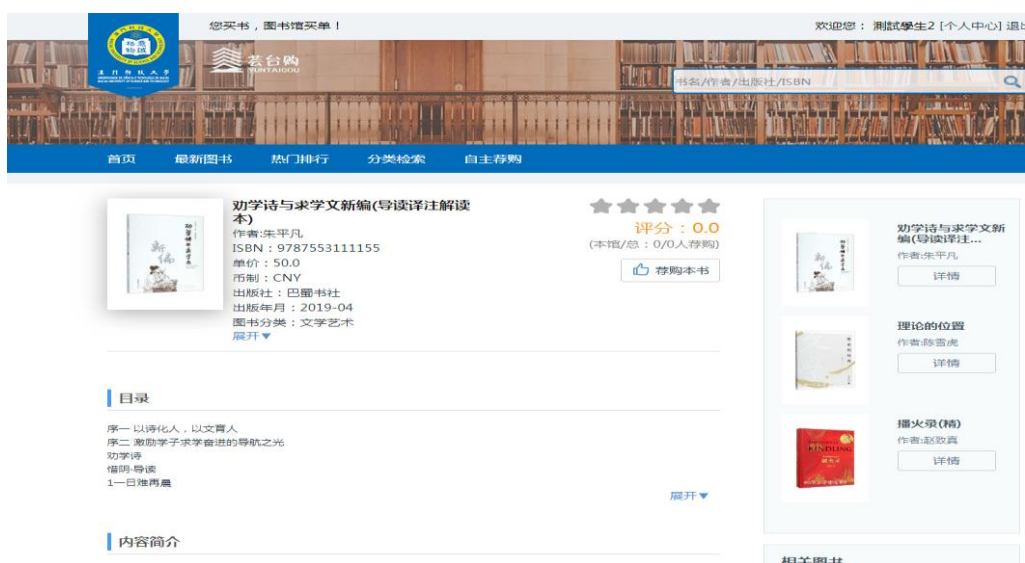 您买书，图书馆买单！
欢迎您： 測試學生2 [个人中心] 退出
芸台购
YUNTAIGOU
书名/作者/出版社/ISBN
首页 最新图书 热门排行 分类检索 自主荐购
劝学诗与求学文新编(导读译注解读
本)
作者:朱平凡
ISBN：9787553111155
单价：50.0
币制：CNY
出版社：巴蜀书社
出版年月：2019-04
图书分类：文学艺术
展开▼
评分：0.0
(本馆/总：0/0人荐购)
荐购本书
目录
序一 以诗化人，以文育人
序二 激励学子求学奋进的导航之光
劝学诗
惜阴·导读
1一日难再晨
展开▼
内容简介
劝学诗与求学文新
编(导读译注...
作者:朱平凡
详情
理论的位置
作者:陈雪虎
详情
播火录(精)
作者:赵致真
详情
相关图书